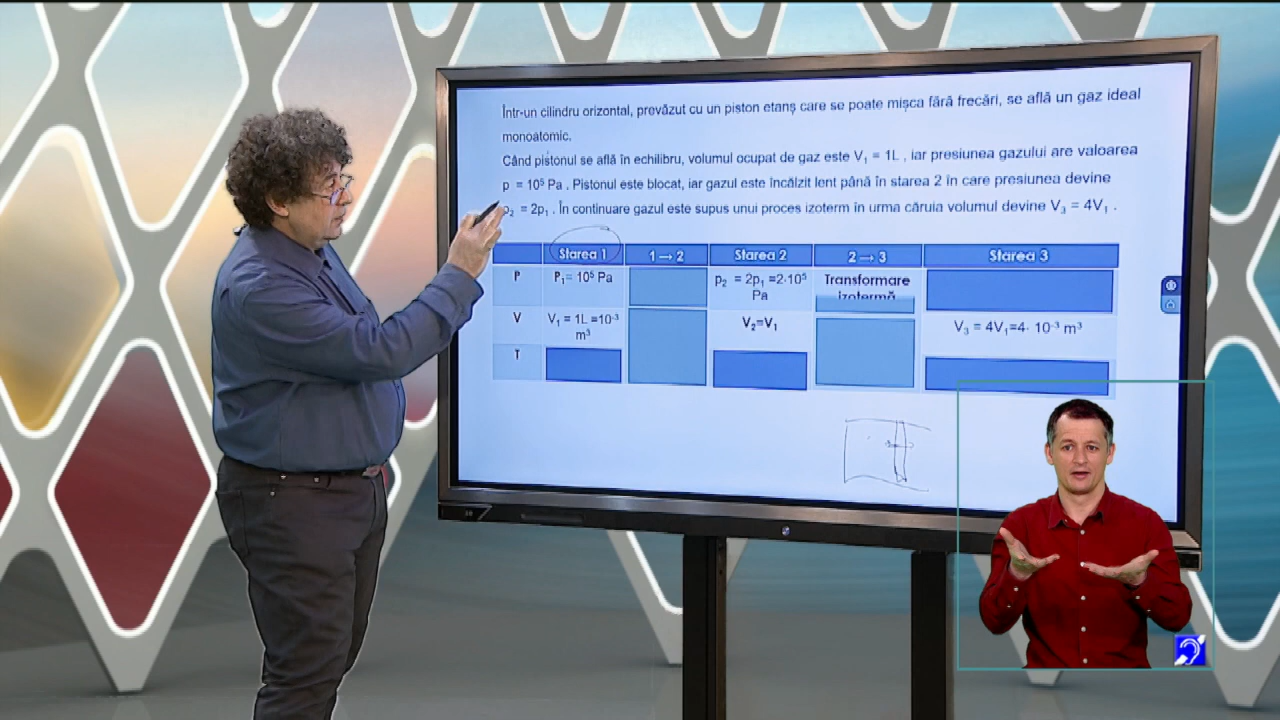 Într-un cilindru orizontal, prevăzut cu un piston etanș care se poate mișca fără frecări, se află un gaz ideal
monoatomic.
Când pistonul se află în echilibru, volumul ocupat de gaz este V₁ = 1L , iar presiunea gazului are valoarea
p = 10⁵ Pa . Pistonul este blocat, iar gazul este încălzit lent până în starea 2 în care presiunea devine
p₂ = 2p₁ . În continuare gazul este supus unui proces izoterm în urma căruia volumul devine V₃ = 4V₁ .
Starea 1 1→2 Starea 2 2→3 Starea 3
P P₁= 10⁵ Pa p₂ = 2p₁ =2·10⁵ Pa Transformare izotermă
V V₁ = 1L =10⁻³ m³ V₂=V₁ V₃ = 4V₁=4· 10⁻³ m³
T